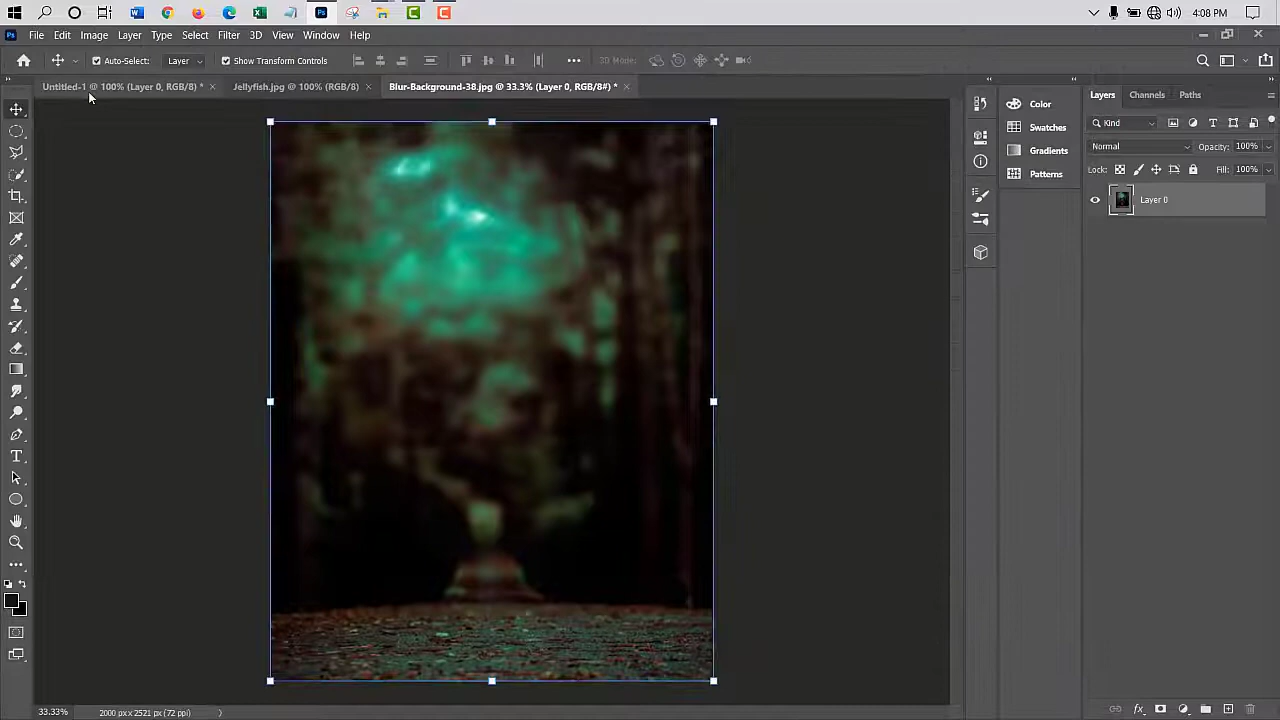 4:08 PM
File Edit Image Layer Type Select Filter 3D View Window Help
Auto-Select: Layer Show Transform Controls 3D Mode:
Untitled-1 @ 100% (Layer 0, RGB/8) * Jellyfish.jpg @ 100% (RGB/8) Blur-Background-38.jpg @ 33.3% (Layer 0, RGB/8#) *
Color
Swatches
Gradients
Patterns
Layers Channels Paths
Kind
Normal Opacity: 100%
Lock: Fill: 100%
Layer 0
33.33% 2000 px x 2521 px (72 ppi)